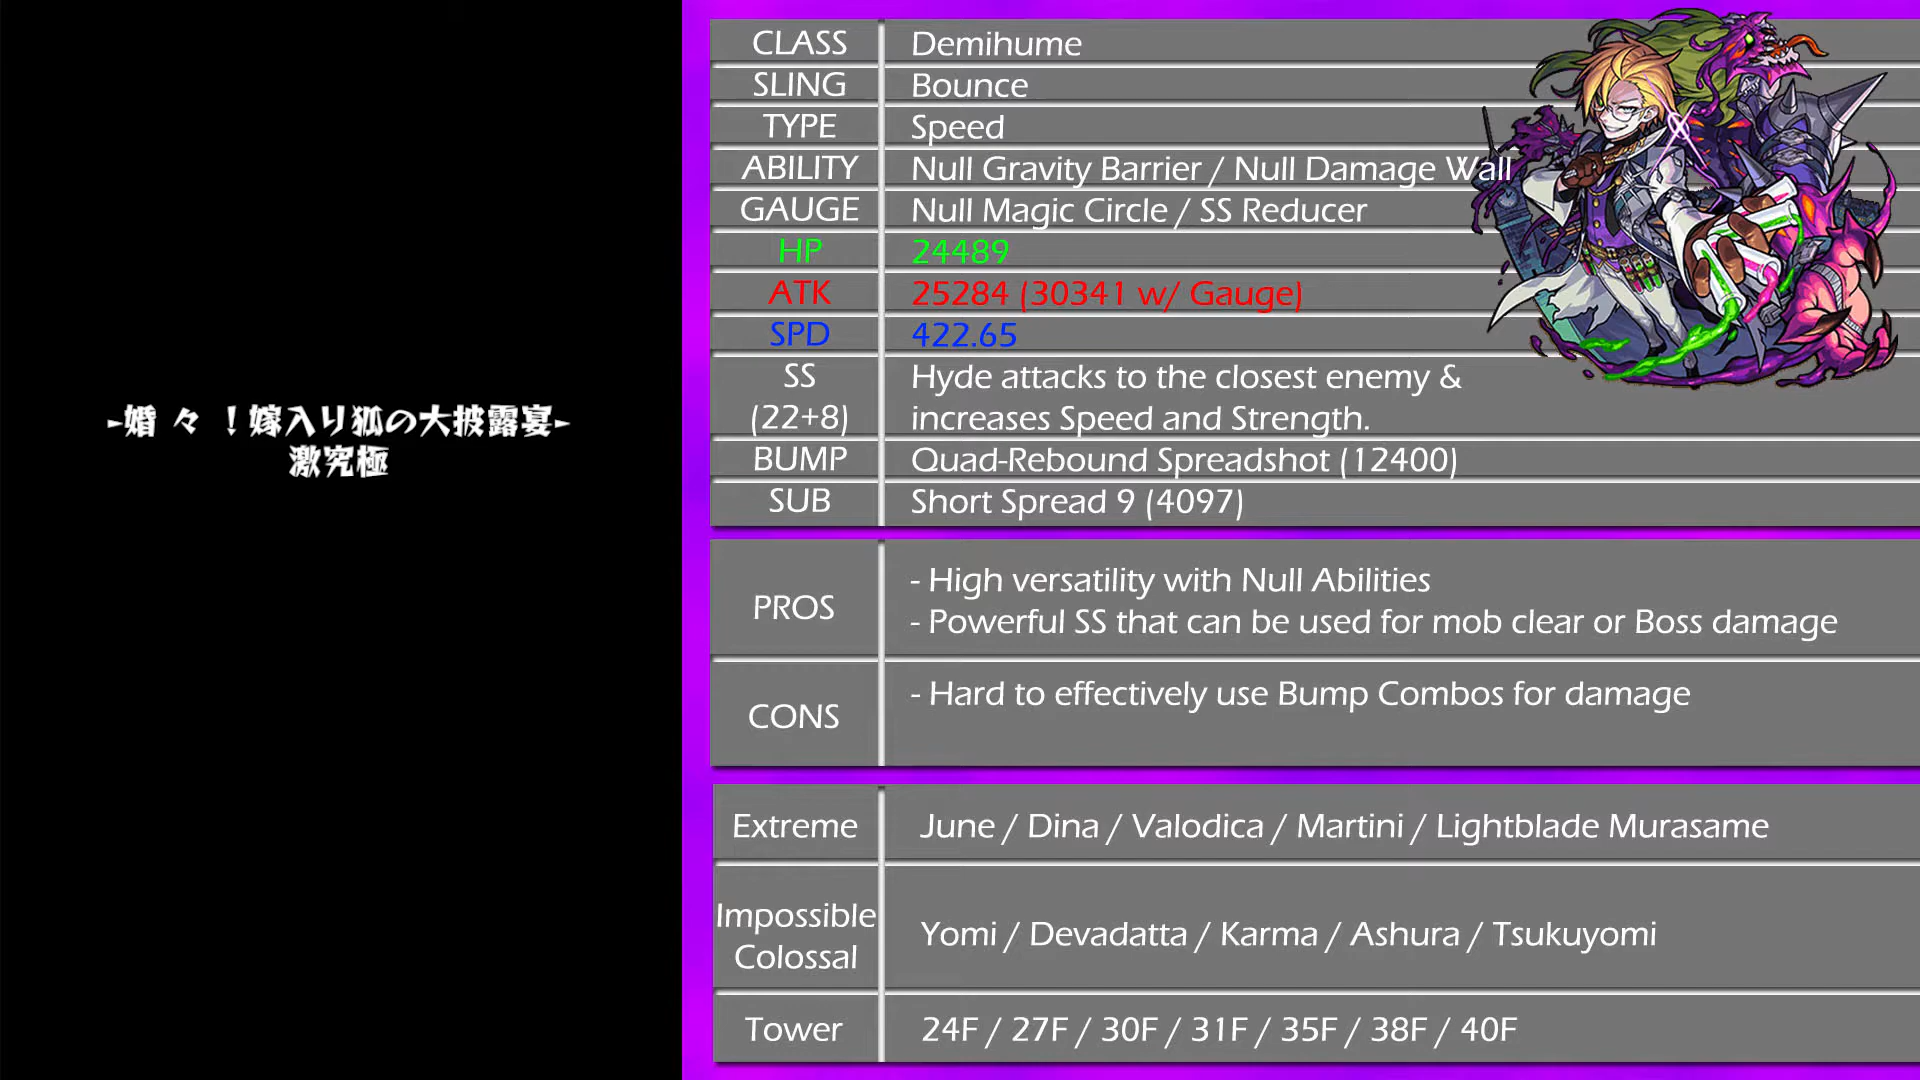 -婚々！嫁入り狐の大披露宴-
激究極
CLASS Demihume
SLING Bounce
TYPE Speed
ABILITY Null Gravity Barrier / Null Damage Wall
GAUGE Null Magic Circle / SS Reducer
HP 24489
ATK 25284 (30341 w/ Gauge)
SPD 422.65
SS Hyde attacks to the closest enemy &
(22+8) increases Speed and Strength.
BUMP Quad-Rebound Spreadshot (12400)
SUB Short Spread 9 (4097)
PROS
- High versatility with Null Abilities
- Powerful SS that can be used for mob clear or Boss damage
CONS
- Hard to effectively use Bump Combos for damage
Extreme June / Dina / Valodica / Martini / Lightblade Murasame
Impossible
Colossal
Yomi / Devadatta / Karma / Ashura / Tsukuyomi
Tower 24F / 27F / 30F / 31F / 35F / 38F / 40F